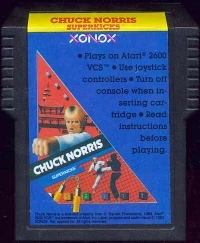 CHUCK NORRIS
SUPERKICKS
XONOX
• Plays on Atari® 2600
VCS™ • Use joystick
controllers • Turn off
console when in-
serting car-
tridge • Read
instructions
before
playing.
CHUCK NORRIS
SUPERKICKS